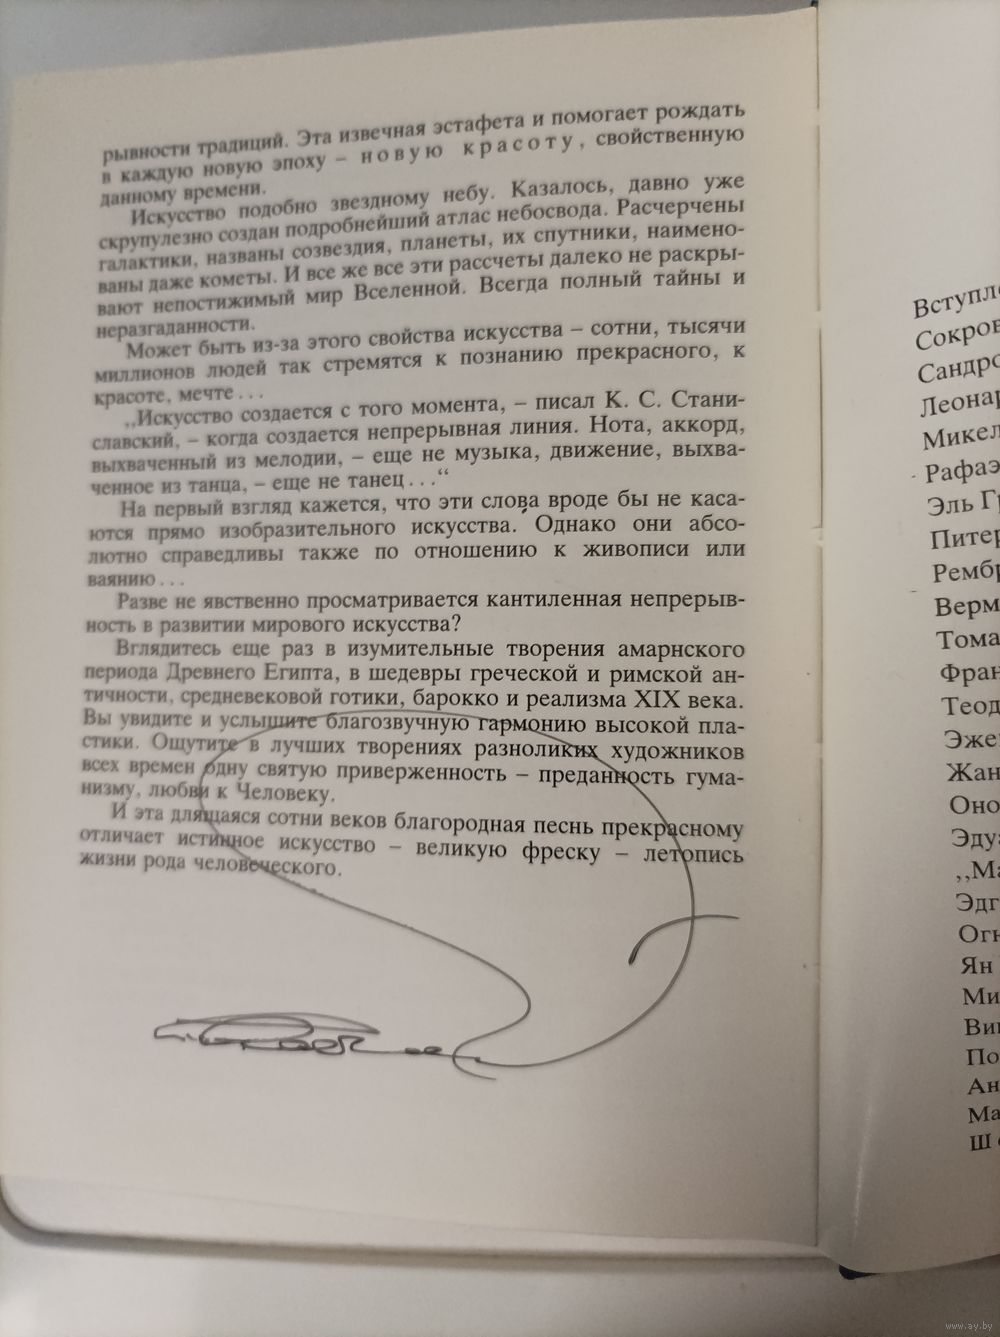 рывности традиций. Эта извечная эстафета и помогает рождать
в каждую новую эпоху – новую красоту, свойственную
данному времени.
Искусство подобно звездному небу. Казалось, давно уже
скрупулезно создан подробнейший атлас небосвода. Расчерчены
галактики, названы созвездия, планеты, их спутники, наимено-
ваны даже кометы. И все же все эти рассчеты далеко не раскры-
вают непостижимый мир Вселенной. Всегда полный тайны и
неразгаданности.
Может быть из-за этого свойства искусства – сотни, тысячи
миллионов людей так стремятся к познанию прекрасного, к
красоте, мечте ...
„Искусство создается с того момента, – писал К. С. Стани-
славский, – когда создается непрерывная линия. Нота, аккорд,
выхваченный из мелодии, – еще не музыка, движение, выхва-
ченное из танца, – еще не танец ...“
На первый взгляд кажется, что эти слова вроде бы не каса-
ются прямо изобразительного искусства. Однако они абсо-
лютно справедливы также по отношению к живописи или
ваянию ...
Разве не явственно просматривается кантиленная непрерыв-
ность в развитии мирового искусства?
Вглядитесь еще раз в изумительные творения амарнского
периода Древнего Египта, в шедевры греческой и римской ан-
тичности, средневековой готики, барокко и реализма XIX века.
Вы увидите и услышите благозвучную гармонию высокой пла-
стики. Ощутите в лучших творениях разноликих художников
всех времен одну святую приверженность – преданность гума-
низму, любви к Человеку.
И эта длящаяся сотни веков благородная песнь прекрасному
отличает истинное искусство – великую фреску – летопись
жизни рода человеческого.
Вступле
Сокров
Сандро
Леонар
Микел
Рафаэ
Эль Гр
Питер
Рембр
Верм
Тома
Фран
Теод
Эже
Жан
Оно
Эдуа
„Ма
Эдг
Огю
Ян
Ми
Ви
По
Ан
Ма
Ш
www.ay.by